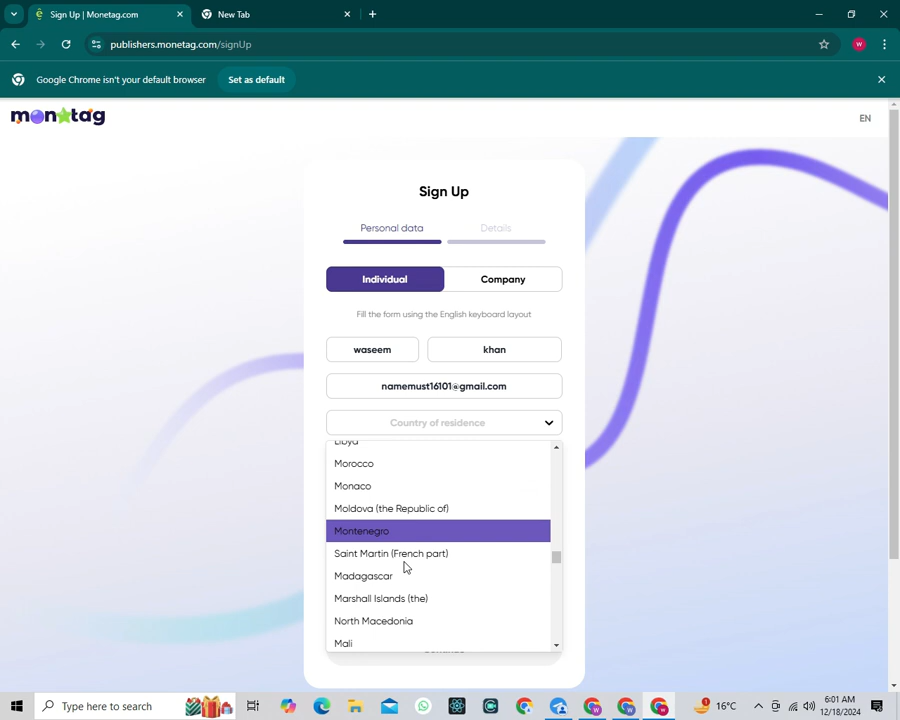 Sign Up | Monetag.com
New Tab
publishers.monetag.com/signUp
W
Google Chrome isn't your default browser
Set as default
monetag
EN
Sign Up
Personal data
Details
Individual
Company
Fill the form using the English keyboard layout
waseem
khan
namemust16101@gmail.com
Country of residence
Libya
Morocco
Monaco
Moldova (the Republic of)
Montenegro
Saint Martin (French part)
Madagascar
Marshall Islands (the)
North Macedonia
Mali
Continue
Type here to search
16°C
6:01 AM
12/18/2024